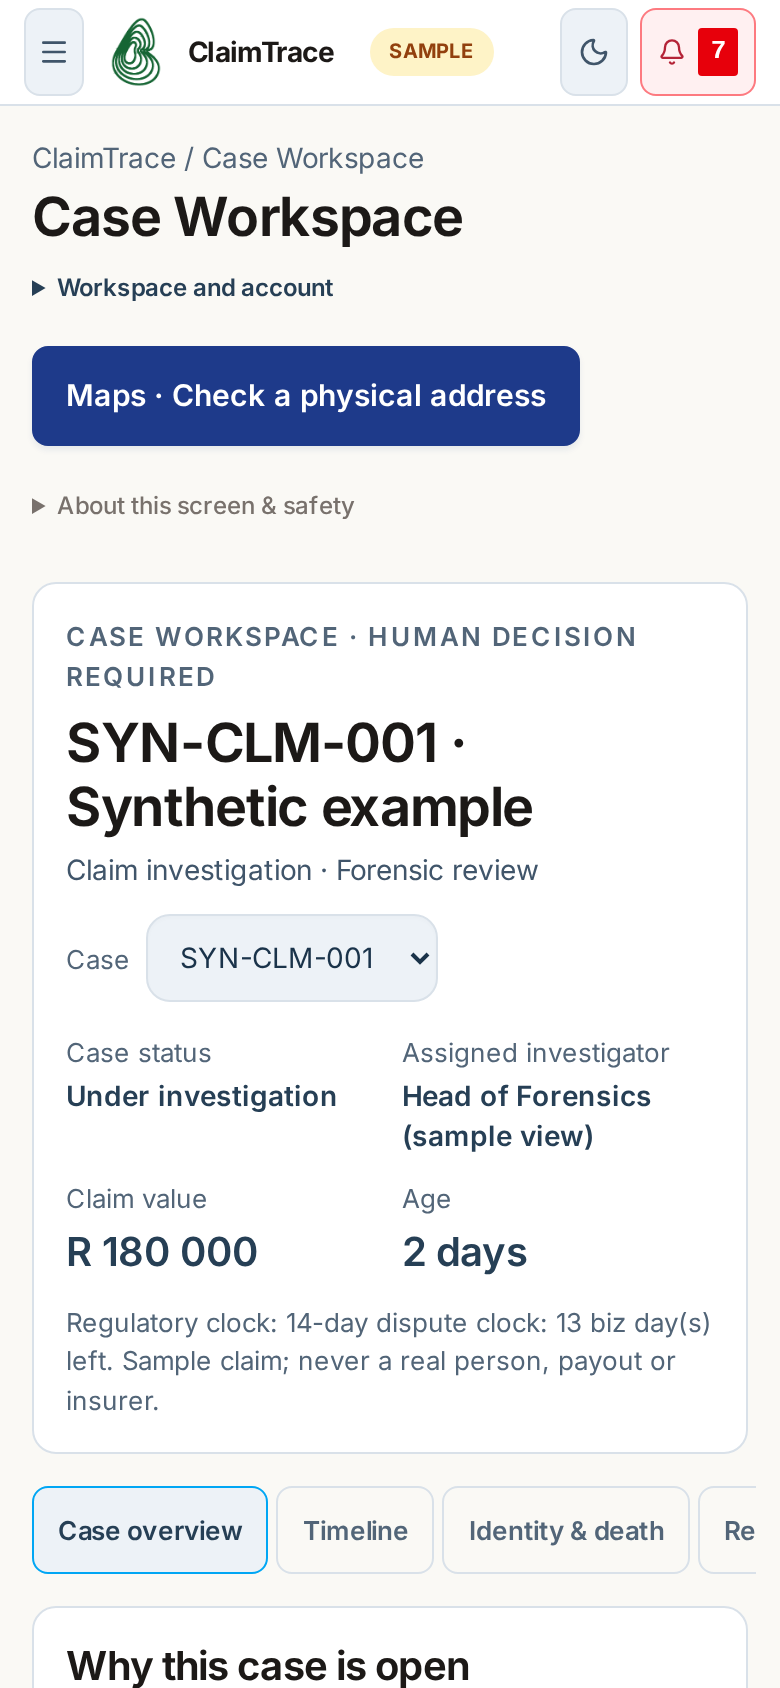 ClaimTrace
SAMPLE
7
ClaimTrace / Case Workspace
Case Workspace
Workspace and account
Maps · Check a physical address
About this screen & safety
CASE WORKSPACE · HUMAN DECISION
REQUIRED
SYN-CLM-001 ·
Synthetic example
Claim investigation · Forensic review
Case
SYN-CLM-001
Case status
Under investigation
Assigned investigator
Head of Forensics
(sample view)
Claim value
R 180 000
Age
2 days
Regulatory clock: 14-day dispute clock: 13 biz day(s)
left. Sample claim; never a real person, payout or
insurer.
Case overview
Timeline
Identity & death
Re
Why this case is open